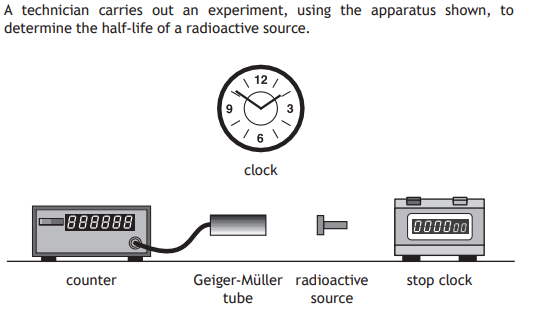 A technician carries out an experiment, using the apparatus shown, to
determine the half-life of a radioactive source.
12
9
3
6
clock
888888
000000
counter
Geiger-Müller tube
radioactive source
stop clock